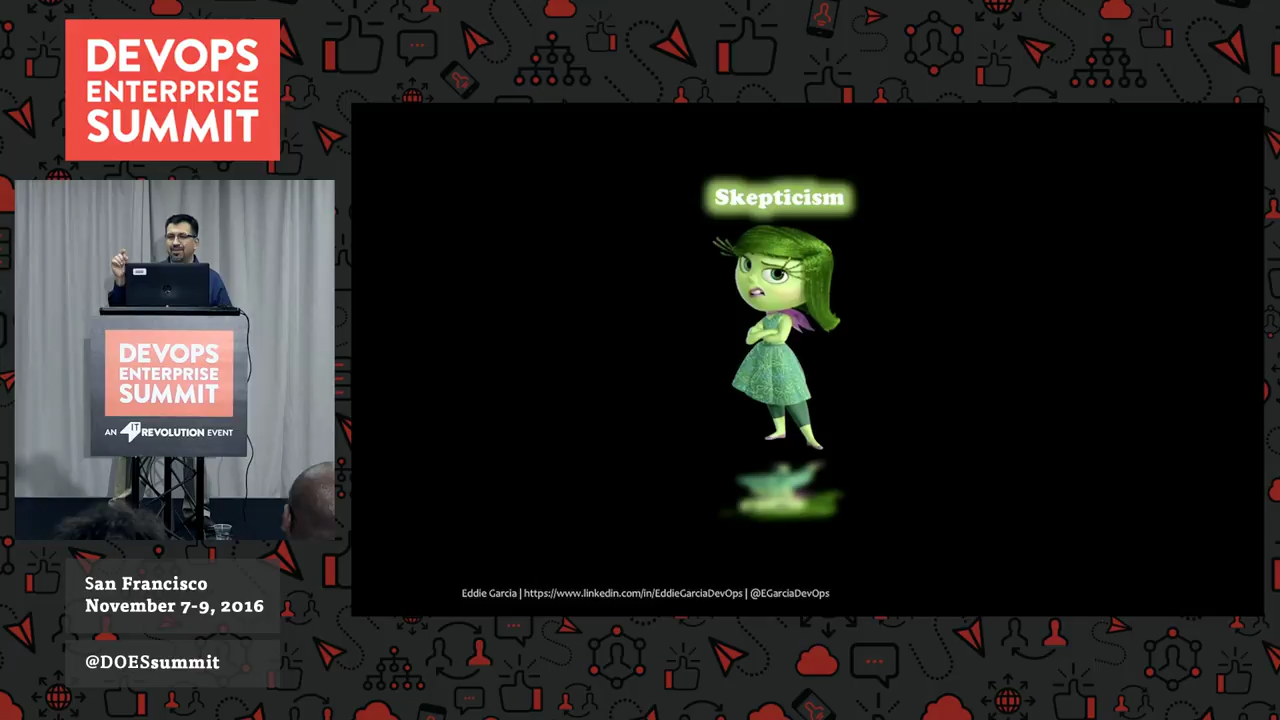 DEVOPS
ENTERPRISE
SUMMIT
Skepticism
DEVOPS
ENTERPRISE
SUMMIT
AN IT REVOLUTION EVENT
Eddie Garcia | https://www.linkedin.com/in/EddieGarciaDevOps | @EGarciaDevOps
San Francisco
November 7-9, 2016
@DOESsummit